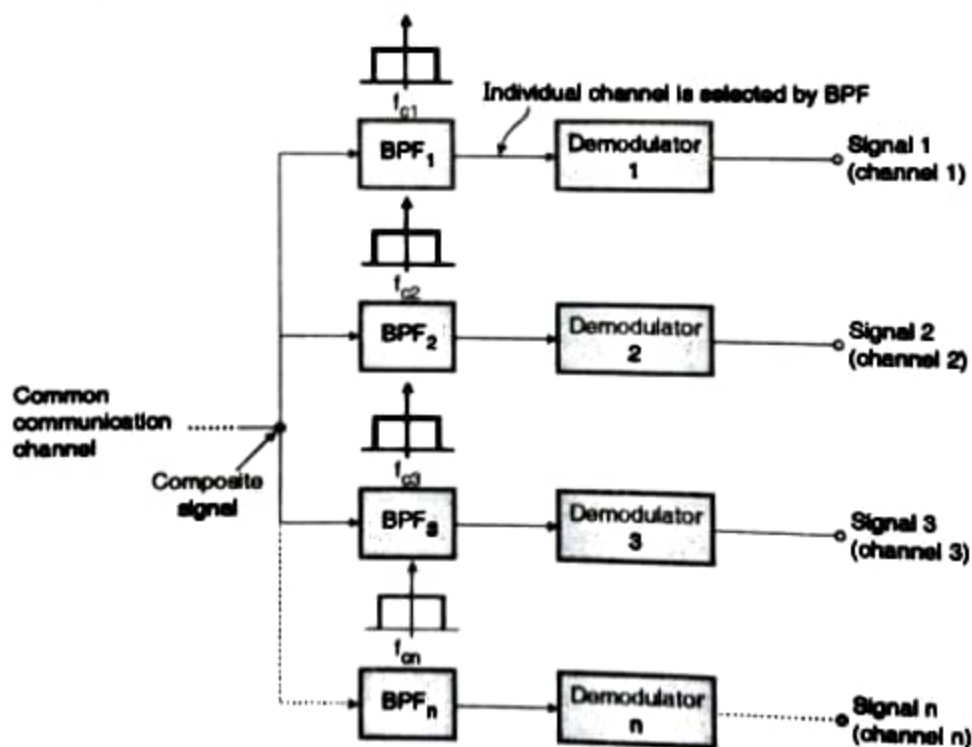 f_c1
Individual channel is selected by BPF
BPF_1
Demodulator
1
Signal 1
(channel 1)
f_c2
BPF_2
Demodulator
2
Signal 2
(channel 2)
Common
communication
channel
Composite
signal
f_c3
BPF_3
Demodulator
3
Signal 3
(channel 3)
f_cn
BPF_n
Demodulator
n
Signal n
(channel n)